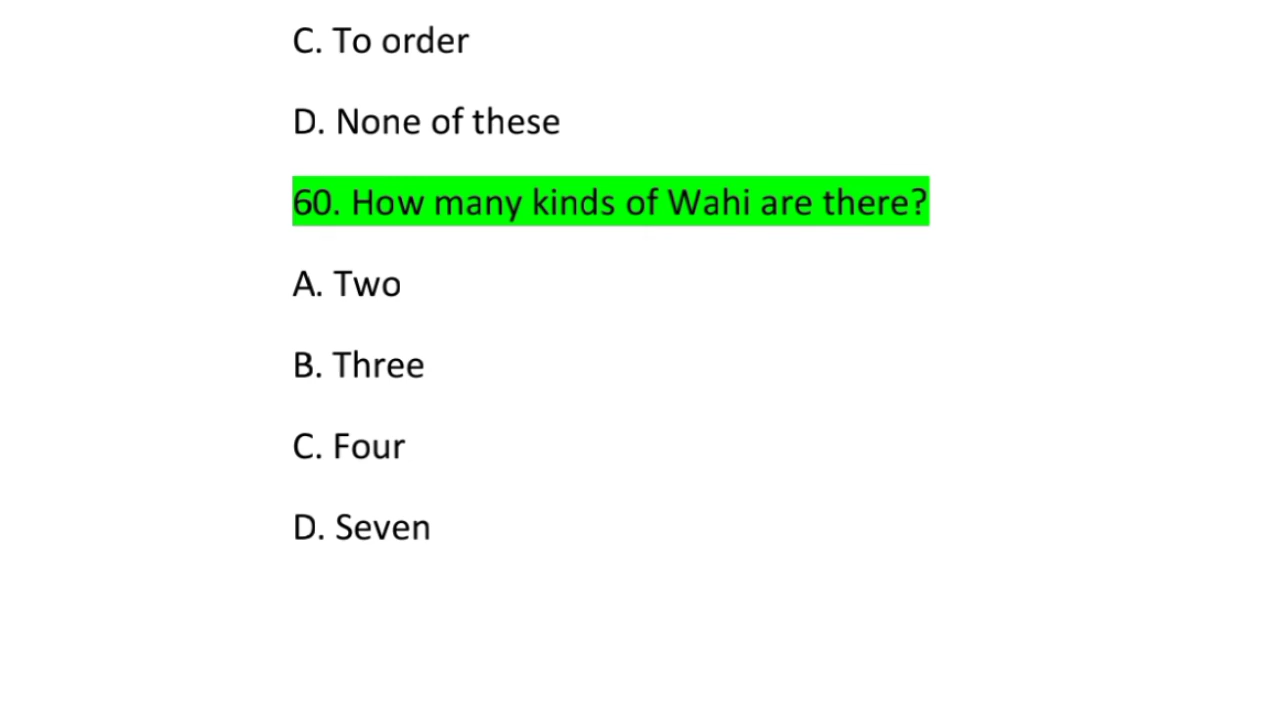 C. To order
D. None of these
60. How many kinds of Wahi are there?
A. Two
B. Three
C. Four
D. Seven